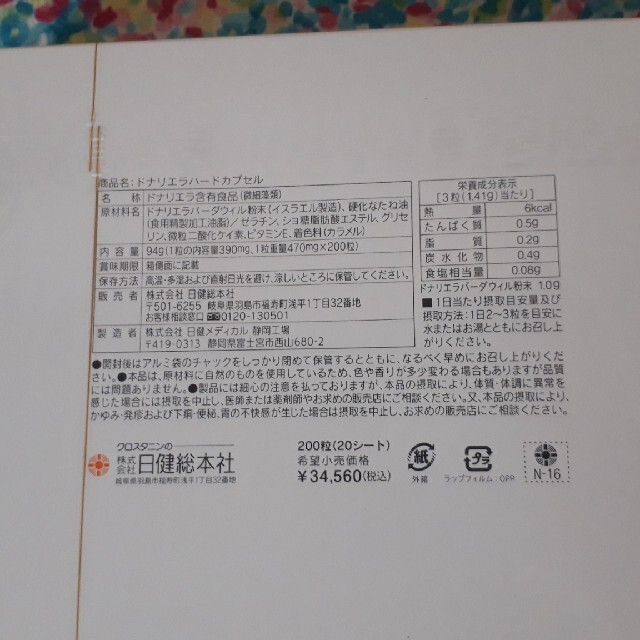 商品名：ドナリエラハードカプセル
名称 ドナリエラ含有食品（微細藻類）
原材料名 ドナリエラバーダウィル粉末（イスラエル製造）、硬化なたね油
（食用精製加工油脂）／ゼラチン、ショ糖脂肪酸エステル、グリセ
リン、微粒二酸化ケイ素、ビタミンE、着色料（カラメル）
内容量 94g（1粒の内容量390mg、1粒重量470mg×200粒）
賞味期限 箱側面に記載
保存方法 高温・多湿および直射日光を避け、涼しいところに保管してください。
販売者 株式会社 日健総本社
〒501-6255 岐阜県羽島市福寿町浅平1丁目32番地
お客様相談窓口 0120-130501
製造者 株式会社 日健メディカル 静岡工場
〒419-0313 静岡県富士宮市西山680-2
栄養成分表示
［3粒（1.41g）当たり］
熱量 6kcal
たんぱく質 0.5g
脂質 0.2g
炭水化物 0.4g
食塩相当量 0.08g
ドナリエラバーダウィル粉末 1.0g
■1日当たり摂取目安量及び
摂取方法：1日2～3粒を目安に
水またはお湯とともにお召し上
がりください。
●開封後はアルミ袋のチャックをしっかり閉めて保管するとともに、なるべく早めにお召し上がりくだ
さい。●本品は、原材料に自然のものを使用しているため、色や香りが多少変わる場合もありますが品質
には問題ありません。●製品には細心の注意を払っておりますが、本品の摂取により、体質・体調に異常を
感じた場合には摂取を中止し、医師または薬剤師やお求めの販売店にご相談ください。又、本品の摂取により、
かゆみ・発疹および下痢・便秘、胃の不快感が生じた場合は摂取を中止し、お求めの販売店にご相談ください。
クロスタニンの
株式会社 日健総本社
岐阜県羽島市福寿町浅平1丁目32番地
200粒（20シート）
希望小売価格
￥34,560（税込）
紙
外箱
プラ
ラップフィルム：OPP
N-16